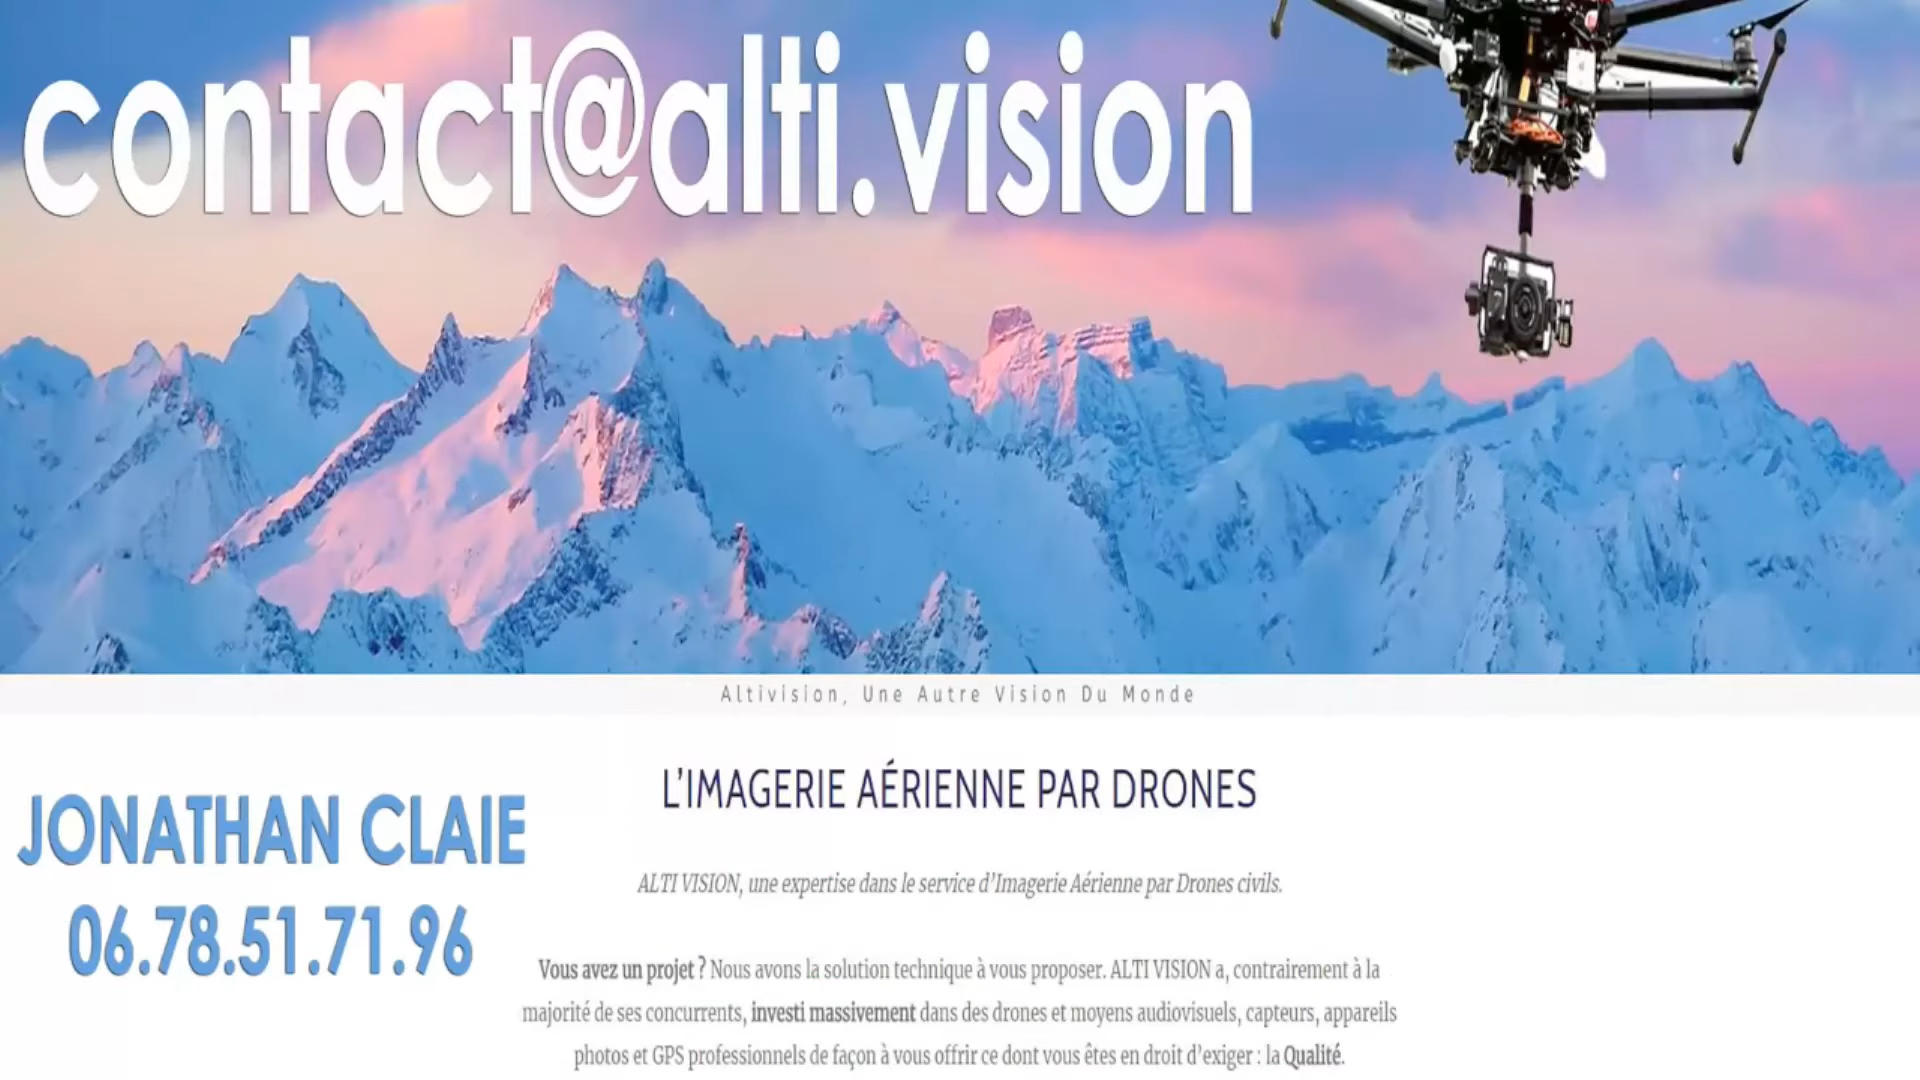 contact@alti.vision
Altivision, Une Autre Vision Du Monde
L'IMAGERIE AÉRIENNE PAR DRONES
JONATHAN CLAIE
06.78.51.71.96
ALTI VISION, une expertise dans le service d'Imagerie Aérienne par Drones civils.
Vous avez un projet ? Nous avons la solution technique à vous proposer. ALTI VISION a, contrairement à la
majorité de ses concurrents, investi massivement dans des drones et moyens audiovisuels, capteurs, appareils
photos et GPS professionnels de façon à vous offrir ce dont vous êtes en droit d'exiger : la Qualité.